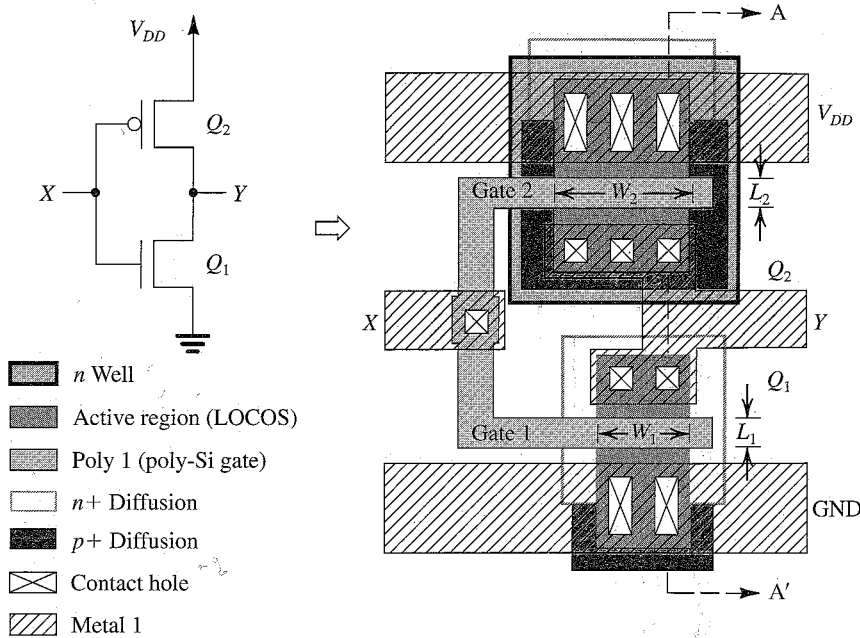 V_DD
Q_2
X
Y
Q_1
n Well
Active region (LOCOS)
Poly 1 (poly-Si gate)
n+ Diffusion
p+ Diffusion
Contact hole
Metal 1
A
V_DD
Gate 2
W_2
L_2
Q_2
X
Y
Q_1
Gate 1
W_1
L_1
GND
A′